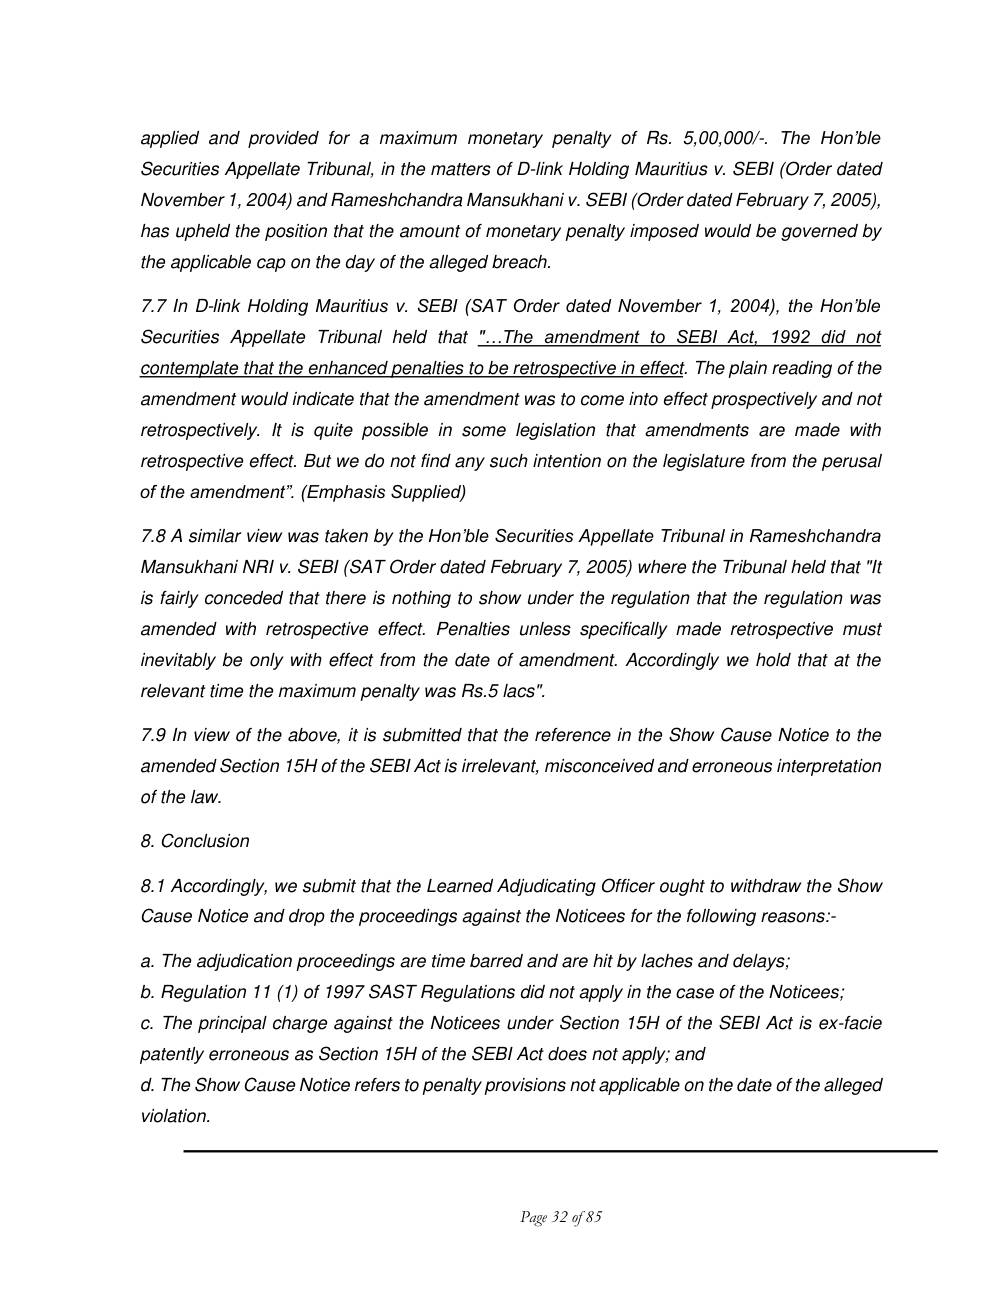 applied and provided for a maximum monetary penalty of Rs. 5,00,000/-. The Hon’ble
Securities Appellate Tribunal, in the matters of D-link Holding Mauritius v. SEBI (Order dated
November 1, 2004) and Rameshchandra Mansukhani v. SEBI (Order dated February 7, 2005),
has upheld the position that the amount of monetary penalty imposed would be governed by
the applicable cap on the day of the alleged breach.
7.7 In D-link Holding Mauritius v. SEBI (SAT Order dated November 1, 2004), the Hon’ble
Securities Appellate Tribunal held that "…The amendment to SEBI Act, 1992 did not
contemplate that the enhanced penalties to be retrospective in effect. The plain reading of the
amendment would indicate that the amendment was to come into effect prospectively and not
retrospectively. It is quite possible in some legislation that amendments are made with
retrospective effect. But we do not find any such intention on the legislature from the perusal
of the amendment”. (Emphasis Supplied)
7.8 A similar view was taken by the Hon’ble Securities Appellate Tribunal in Rameshchandra
Mansukhani NRI v. SEBI (SAT Order dated February 7, 2005) where the Tribunal held that "It
is fairly conceded that there is nothing to show under the regulation that the regulation was
amended with retrospective effect. Penalties unless specifically made retrospective must
inevitably be only with effect from the date of amendment. Accordingly we hold that at the
relevant time the maximum penalty was Rs.5 lacs".
7.9 In view of the above, it is submitted that the reference in the Show Cause Notice to the
amended Section 15H of the SEBI Act is irrelevant, misconceived and erroneous interpretation
of the law.
8. Conclusion
8.1 Accordingly, we submit that the Learned Adjudicating Officer ought to withdraw the Show
Cause Notice and drop the proceedings against the Noticees for the following reasons:-
a. The adjudication proceedings are time barred and are hit by laches and delays;
b. Regulation 11 (1) of 1997 SAST Regulations did not apply in the case of the Noticees;
c. The principal charge against the Noticees under Section 15H of the SEBI Act is ex-facie
patently erroneous as Section 15H of the SEBI Act does not apply; and
d. The Show Cause Notice refers to penalty provisions not applicable on the date of the alleged
violation.
Page 32 of 85